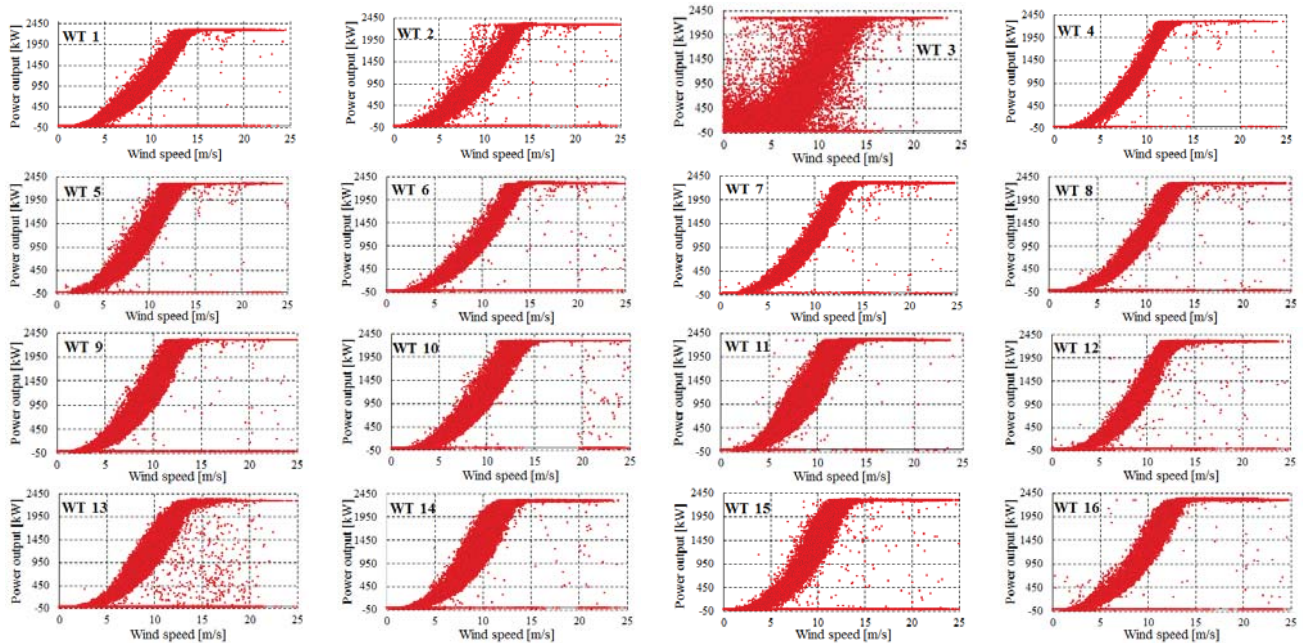 WT 1
Power output [kW]
2450
1950
1450
950
450
-50
0 5 10 15 20 25
Wind speed [m/s]
WT 2
Power output [kW]
2450
1950
1450
950
450
-50
0 5 10 15 20 25
Wind speed [m/s]
WT 3
Power output [kW]
2450
1950
1450
950
450
-50
0 5 10 15 20 25
Wind speed [m/s]
WT 4
Power output [kW]
2450
1950
1450
950
450
-50
0 5 10 15 20 25
Wind speed [m/s]
WT 5
Power output [kW]
2450
1950
1450
950
450
-50
0 5 10 15 20 25
Wind speed [m/s]
WT 6
Power output [kW]
2450
1950
1450
950
450
-50
0 5 10 15 20 25
Wind speed [m/s]
WT 7
Power output [kW]
2450
1950
1450
950
450
-50
0 5 10 15 20 25
Wind speed [m/s]
WT 8
Power output [kW]
2450
1950
1450
950
450
-50
0 5 10 15 20 25
Wind speed [m/s]
WT 9
Power output [kW]
2450
1950
1450
950
450
-50
0 5 10 15 20 25
Wind speed [m/s]
WT 10
Power output [kW]
2450
1950
1450
950
450
-50
0 5 10 15 20 25
Wind speed [m/s]
WT 11
Power output [kW]
2450
1950
1450
950
450
-50
0 5 10 15 20 25
Wind speed [m/s]
WT 12
Power output [kW]
2450
1950
1450
950
450
-50
0 5 10 15 20 25
Wind speed [m/s]
WT 13
Power output [kW]
2450
1950
1450
950
450
-50
0 5 10 15 20 25
Wind speed [m/s]
WT 14
Power output [kW]
2450
1950
1450
950
450
-50
0 5 10 15 20 25
Wind speed [m/s]
WT 15
Power output [kW]
2450
1950
1450
950
450
-50
0 5 10 15 20 25
Wind speed [m/s]
WT 16
Power output [kW]
2450
1950
1450
950
450
-50
0 5 10 15 20 25
Wind speed [m/s]